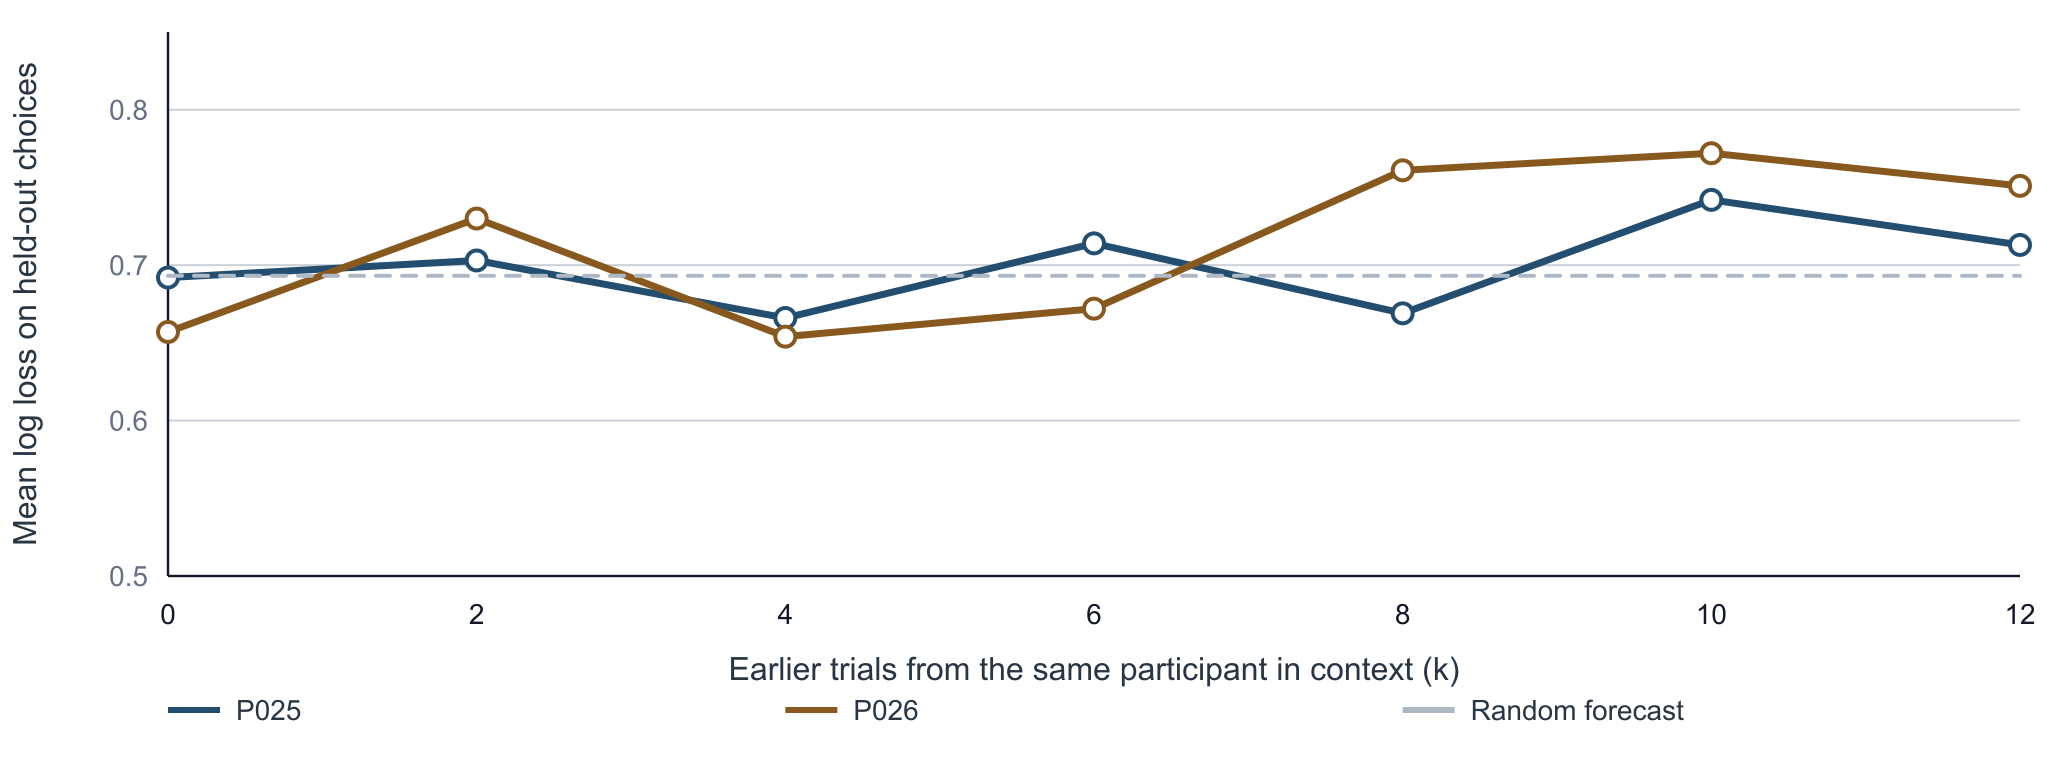 Mean log loss on held-out choices
0.8
0.7
0.6
0.5
0 2 4 6 8 10 12
Earlier trials from the same participant in context (k)
P025 P026 Random forecast